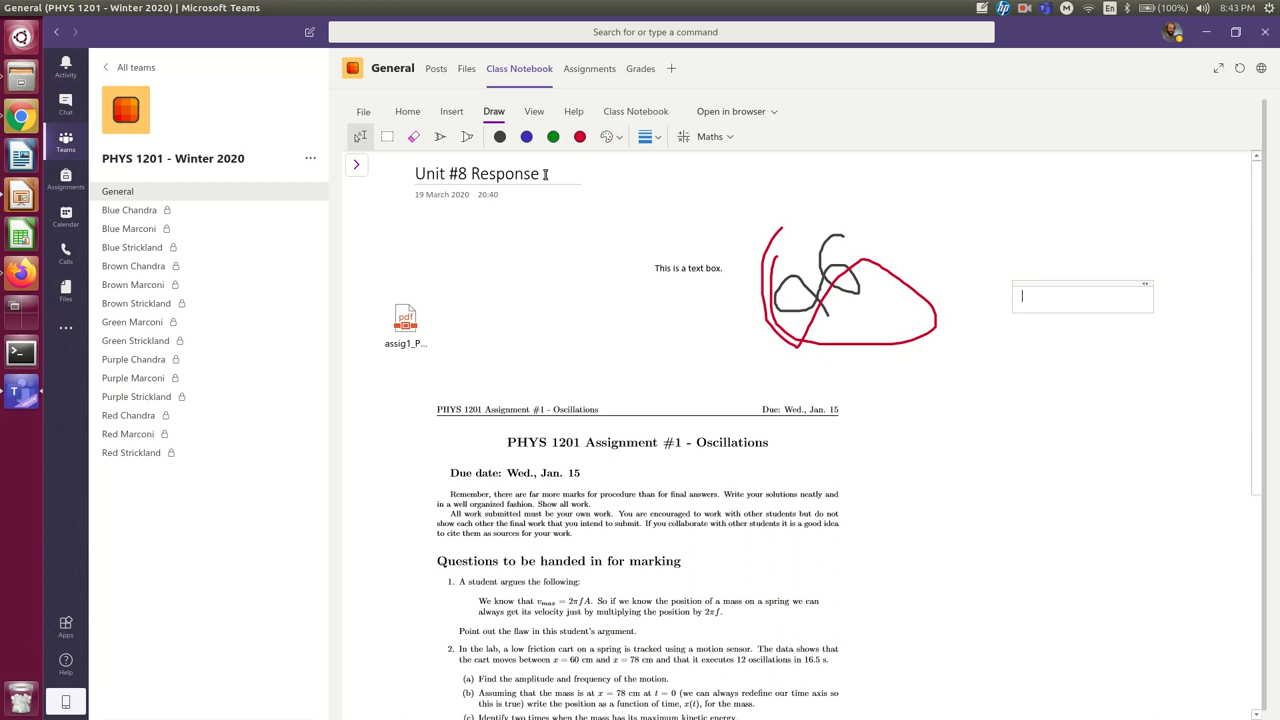 General (PHYS 1201 - Winter 2020) | Microsoft Teams
(100%)
8:43 PM
Search for or type a command
Activity
Chat
Teams
Assignments
Calendar
Calls
Files
Apps
Help
All teams
PHYS 1201 - Winter 2020
General
Blue Chandra
Blue Marconi
Blue Strickland
Brown Chandra
Brown Marconi
Brown Strickland
Green Marconi
Green Strickland
Purple Chandra
Purple Marconi
Purple Strickland
Red Chandra
Red Marconi
Red Strickland
General Posts Files Class Notebook Assignments Grades
File Home Insert Draw View Help Class Notebook Open in browser
Maths
Unit #8 Response
19 March 2020 20:40
This is a text box.
pdf
assig1_P...
PHYS 1201 Assignment #1 - Oscillations Due: Wed., Jan. 15
PHYS 1201 Assignment #1 - Oscillations
Due date: Wed., Jan. 15
Remember, there are far more marks for procedure than for final answers. Write your solutions neatly and
in a well organized fashion. Show all work.
All work submitted must be your own work. You are encouraged to work with other students but do not
show each other the final work that you intend to submit. If you collaborate with other students it is a good idea
to cite them as sources for your work.
Questions to be handed in for marking
1. A student argues the following:
We know that vmax = 2πfA. So if we know the position of a mass on a spring we can
always get its velocity just by multiplying the position by 2πf.
Point out the flaw in this student's argument.
2. In the lab, a low friction cart on a spring is tracked using a motion sensor. The data shows that
the cart moves between x = 60 cm and x = 78 cm and that it executes 12 oscillations in 16.5 s.
(a) Find the amplitude and frequency of the motion.
(b) Assuming that the mass is at x = 78 cm at t = 0 (we can always redefine our time axis so
this is true) write the position as a function of time, x(t), for the mass.
(c) Identify two times when the mass has its maximum kinetic energy.